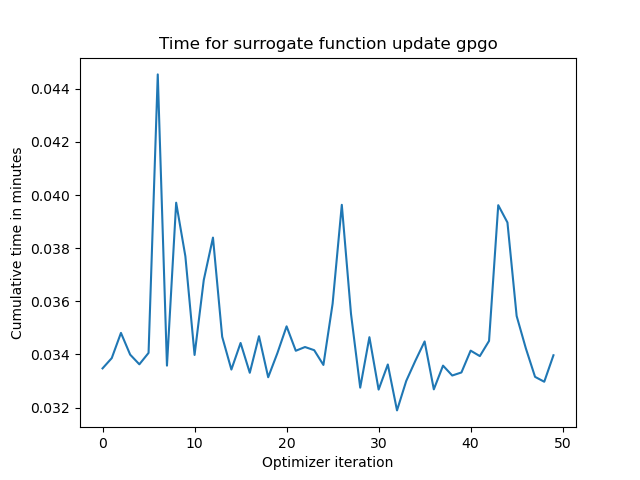 Time for surrogate function update gpgo
Cumulative time in minutes
0.044
0.042
0.040
0.038
0.036
0.034
0.032
0 10 20 30 40 50
Optimizer iteration